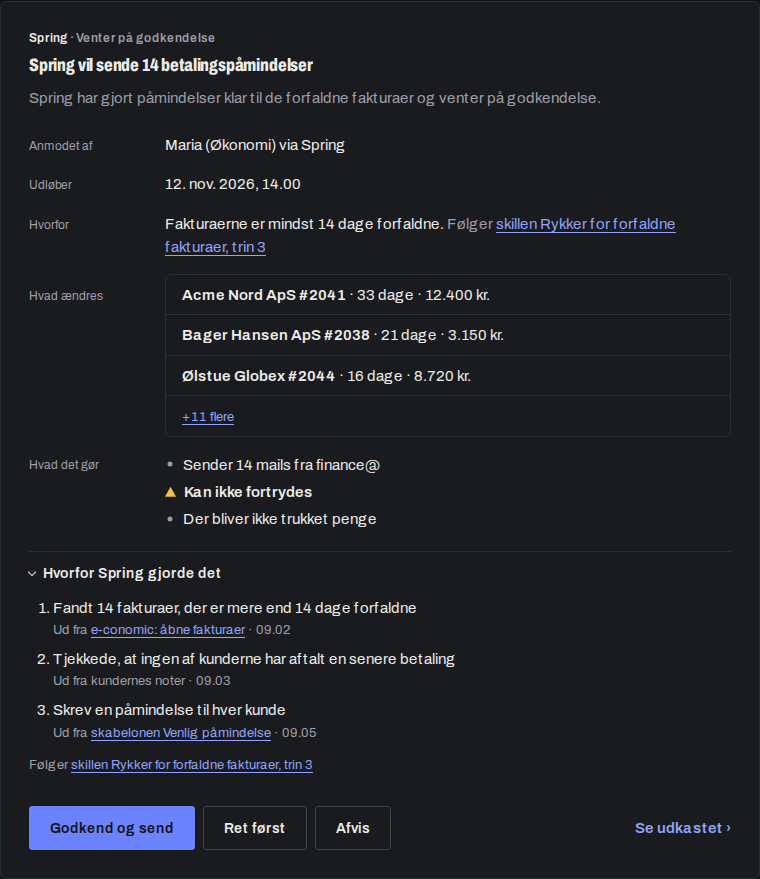 Spring · Venter på godkendelse
Spring vil sende 14 betalingspåmindelser
Spring har gjort påmindelser klar til de forfaldne fakturaer og venter på godkendelse.
Anmodet af
Maria (Økonomi) via Spring
Udløber
12. nov. 2026, 14.00
Hvorfor
Fakturaerne er mindst 14 dage forfaldne. Følger skillen Rykker for forfaldne
fakturaer, trin 3
Hvad ændres
Acme Nord ApS #2041 · 33 dage · 12.400 kr.
Bager Hansen ApS #2038 · 21 dage · 3.150 kr.
Ølstue Globex #2044 · 16 dage · 8.720 kr.
+11 flere
Hvad det gør
• Sender 14 mails fra finance@
Kan ikke fortrydes
• Der bliver ikke trukket penge
Hvorfor Spring gjorde det
1. Fandt 14 fakturaer, der er mere end 14 dage forfaldne
Ud fra e-conomic: åbne fakturaer · 09.02
2. Tjekkede, at ingen af kunderne har aftalt en senere betaling
Ud fra kundernes noter · 09.03
3. Skrev en påmindelse til hver kunde
Ud fra skabelonen Venlig påmindelse · 09.05
Følger skillen Rykker for forfaldne fakturaer, trin 3
Godkend og send
Ret først
Afvis
Se udkastet ›